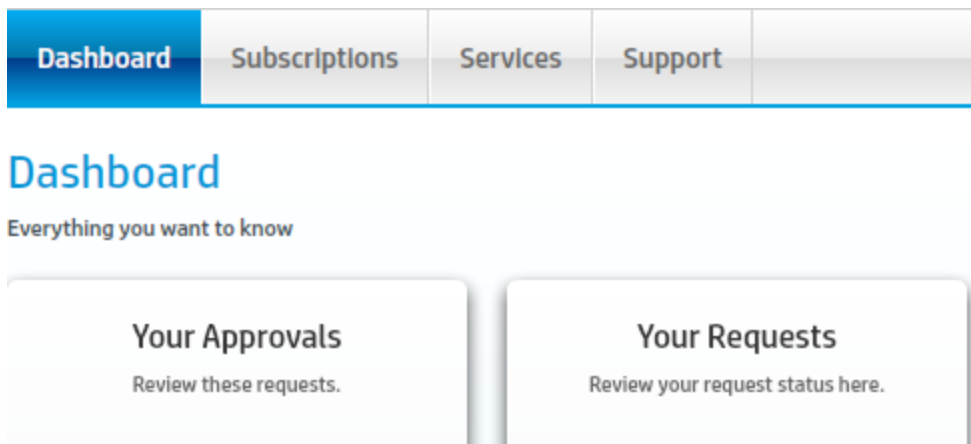 Dashboard Subscriptions Services Support
Dashboard
Everything you want to know
Your Approvals
Review these requests.
Your Requests
Review your request status here.